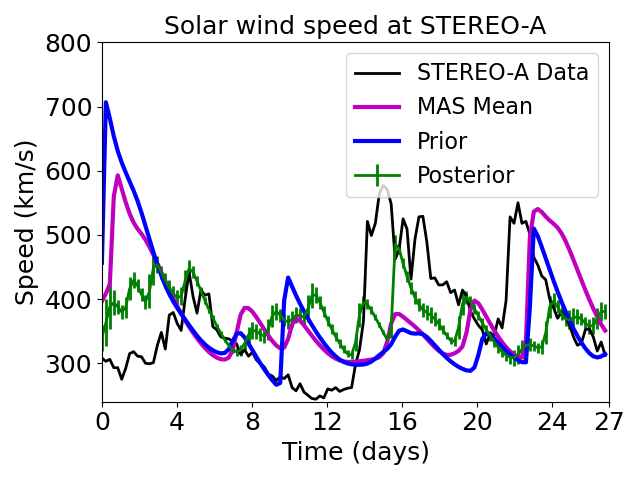 Solar wind speed at STEREO-A
800
700
600
500
400
300
Speed (km/s)
STEREO-A Data
MAS Mean
Prior
Posterior
0 4 8 12 16 20 24 27
Time (days)